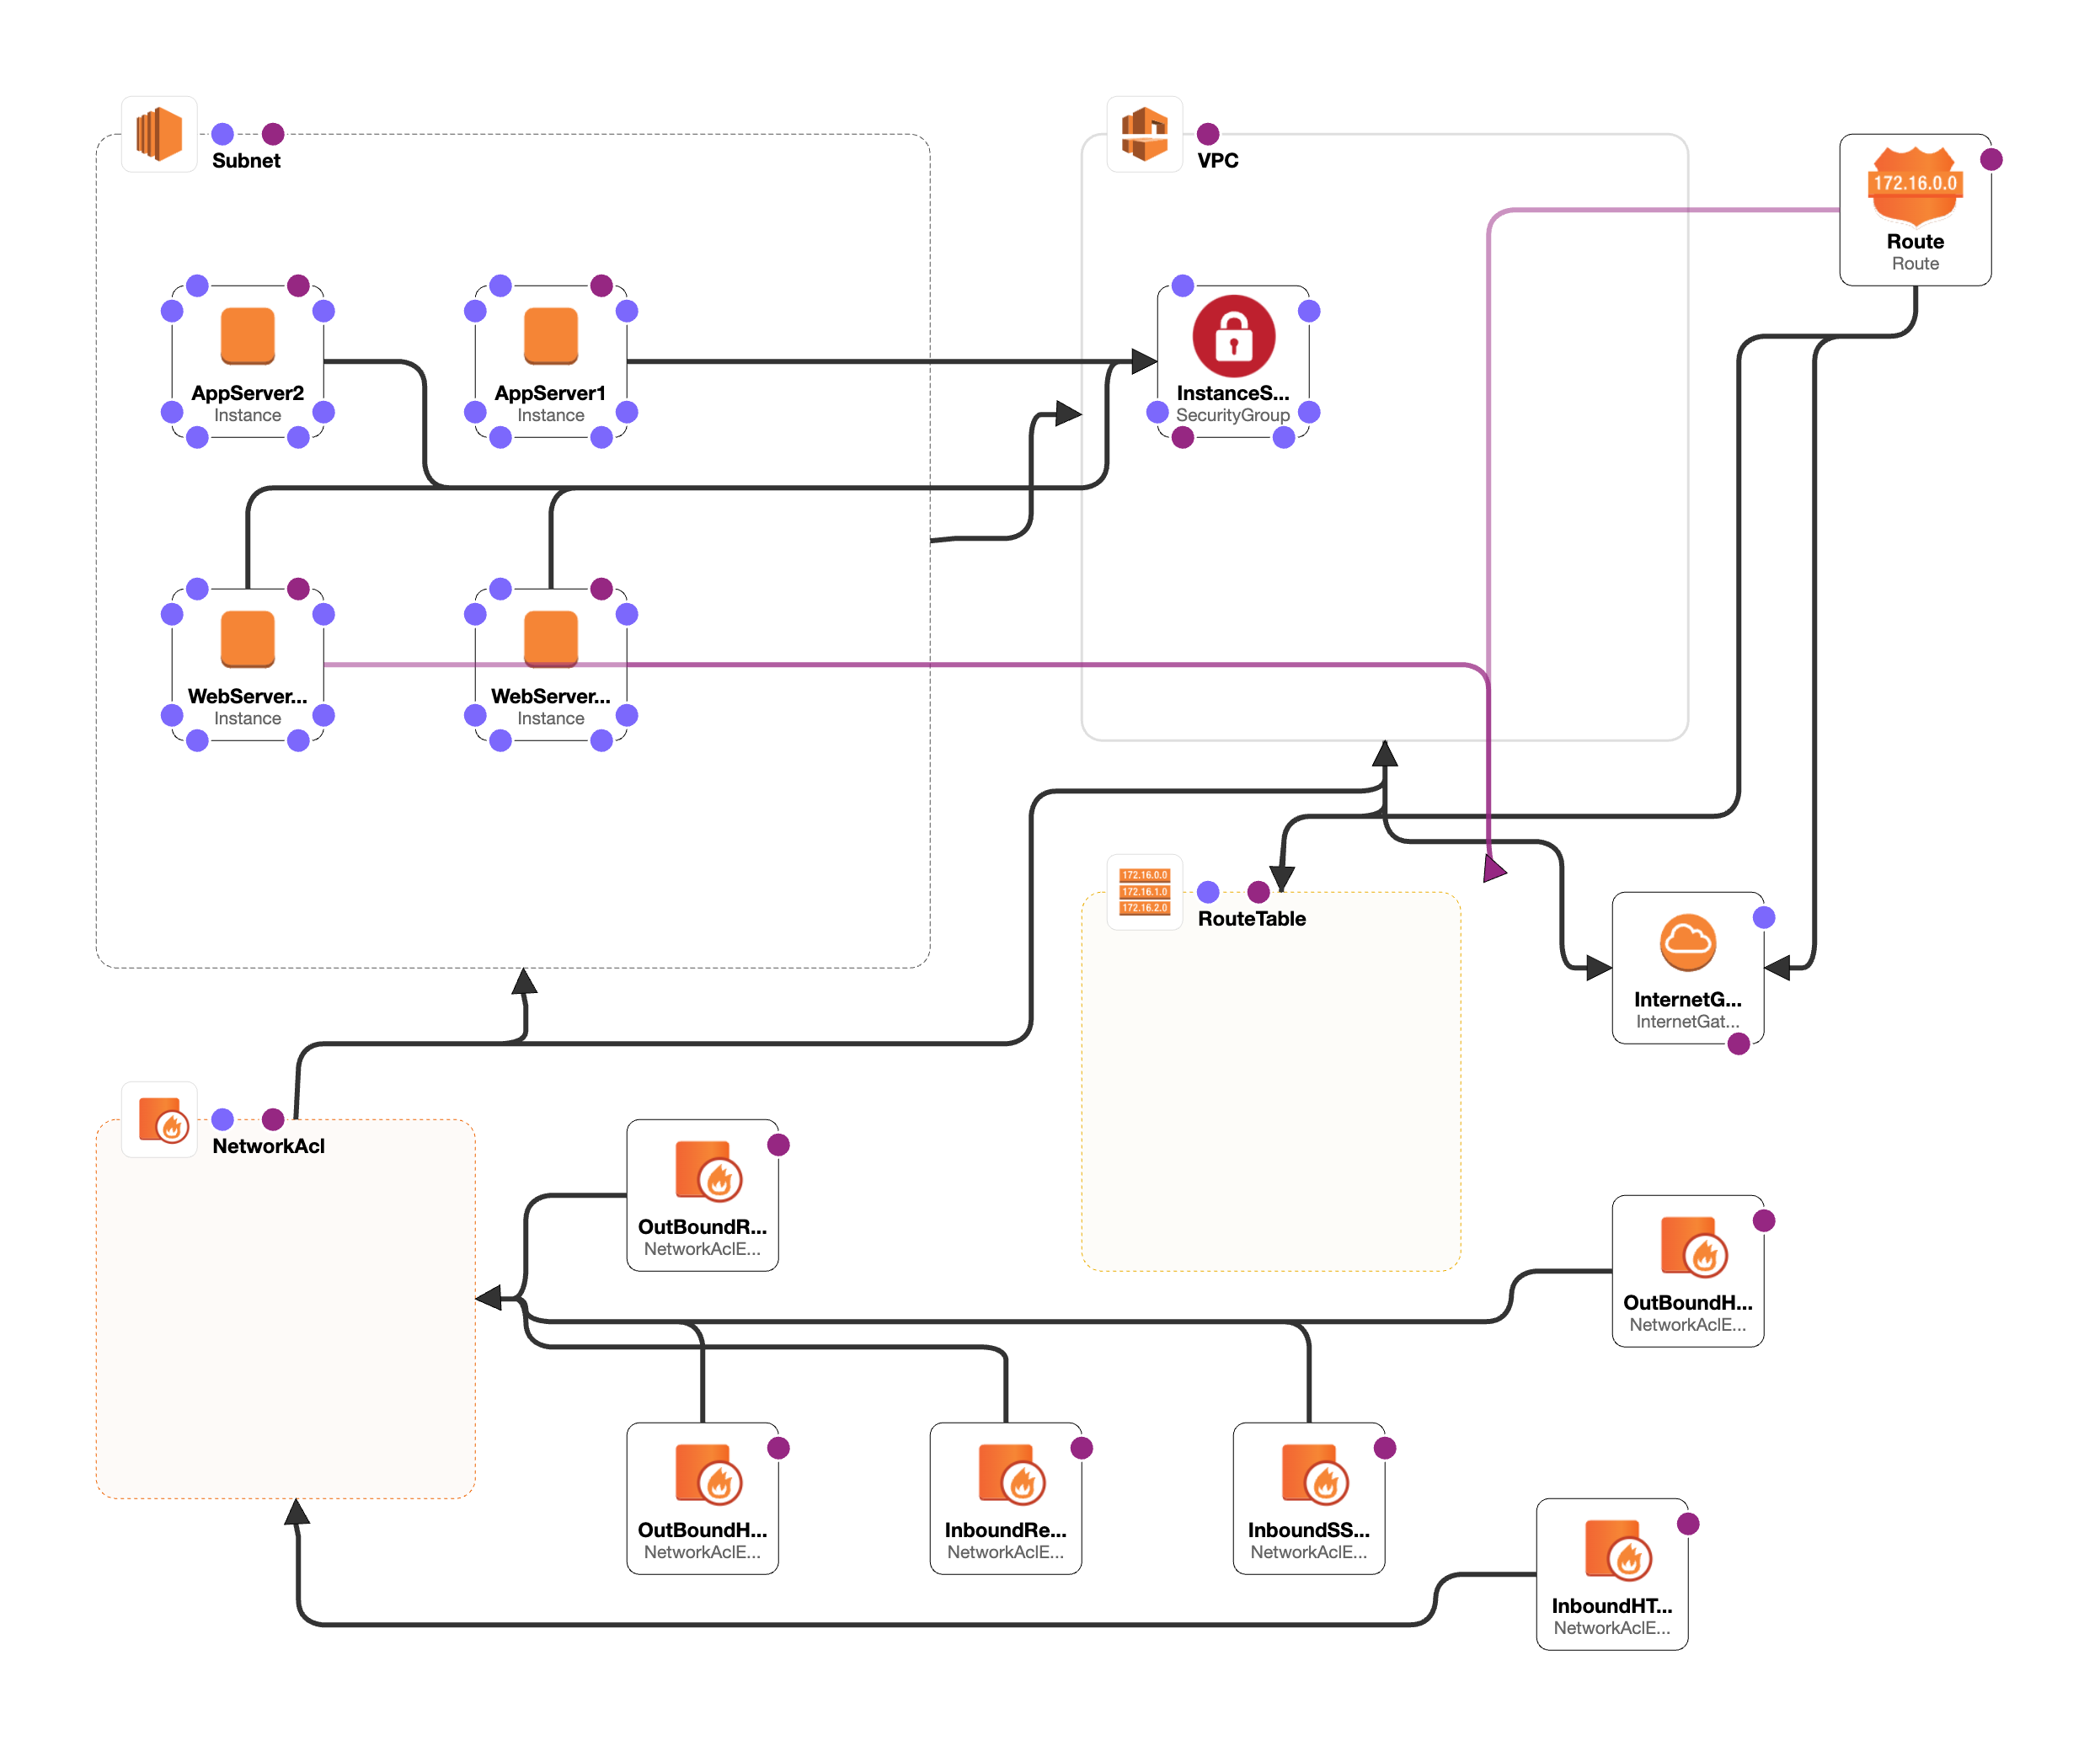 Subnet
VPC
172.16.0.0
Route
Route
AppServer2
Instance
AppServer1
Instance
InstanceS...
SecurityGroup
WebServer...
Instance
WebServer...
Instance
172.16.0.0
172.16.1.0
172.16.2.0
RouteTable
InternetG...
InternetGat...
NetworkAcl
OutBoundR...
NetworkAclE...
OutBoundH...
NetworkAclE...
OutBoundH...
NetworkAclE...
InboundRe...
NetworkAclE...
InboundSS...
NetworkAclE...
InboundHT...
NetworkAclE...